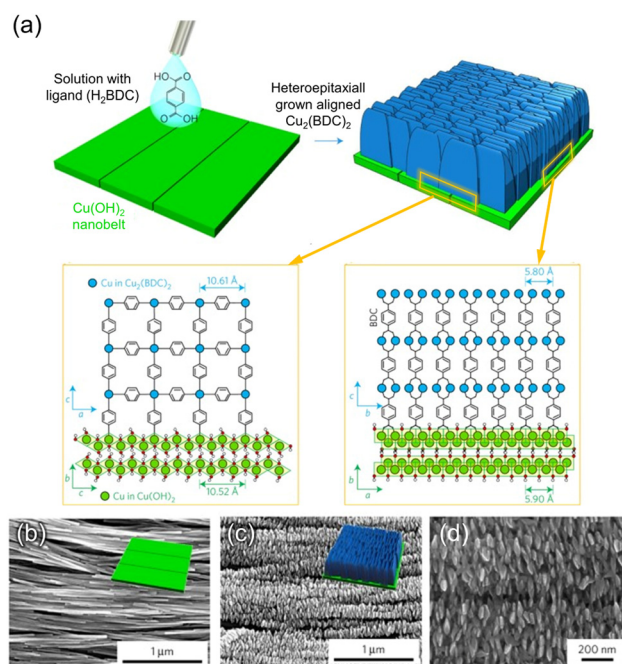 (a)
Solution with
ligand (H₂BDC)
HO
O
O
OH
Heteroepitaxiall
grown aligned
Cu₂(BDC)₂
Cu(OH)₂
nanobelt
Cu in Cu₂(BDC)₂
10.61 Å
c
a
b
c
10.52 Å
Cu in Cu(OH)₂
5.80 Å
BDC
c
b
b
a
5.90 Å
(b)
1 μm
(c)
1 μm
(d)
200 nm